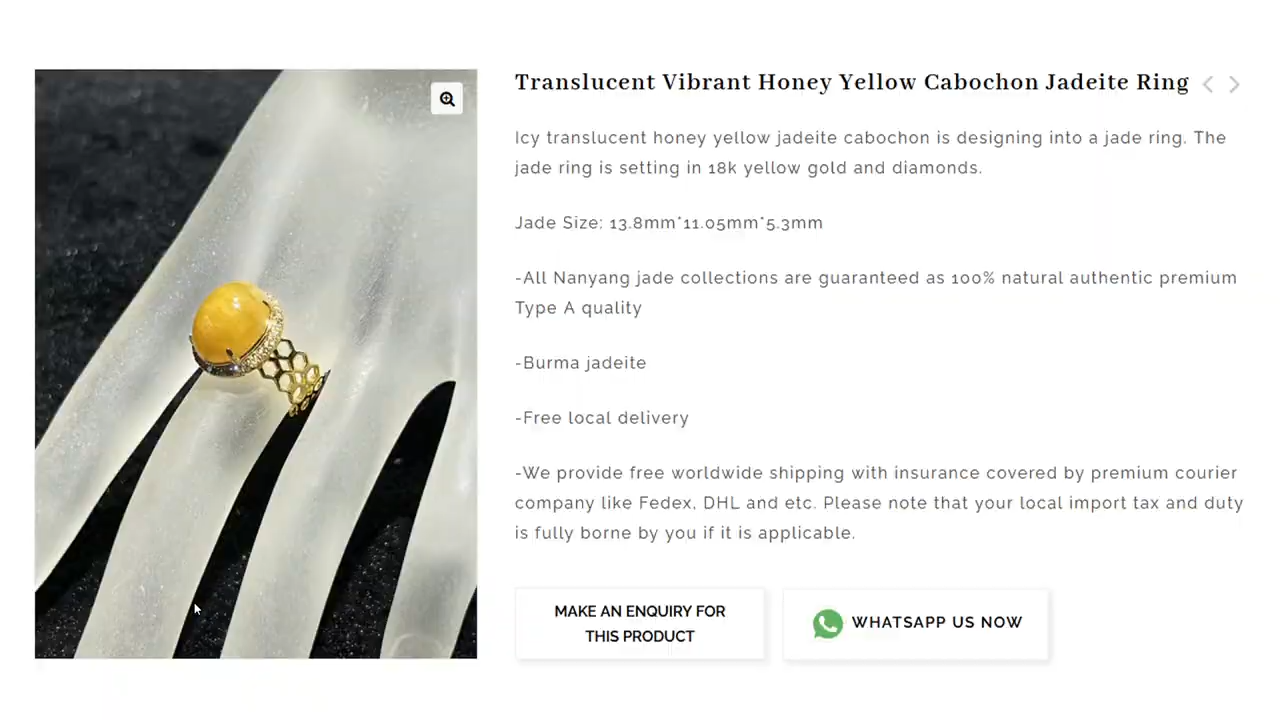 Translucent Vibrant Honey Yellow Cabochon Jadeite Ring
Icy translucent honey yellow jadeite cabochon is designing into a jade ring. The
jade ring is setting in 18k yellow gold and diamonds.
Jade Size: 13.8mm*11.05mm*5.3mm
-All Nanyang jade collections are guaranteed as 100% natural authentic premium
Type A quality
-Burma jadeite
-Free local delivery
-We provide free worldwide shipping with insurance covered by premium courier
company like Fedex, DHL and etc. Please note that your local import tax and duty
is fully borne by you if it is applicable.
MAKE AN ENQUIRY FOR
THIS PRODUCT
WHATSAPP US NOW